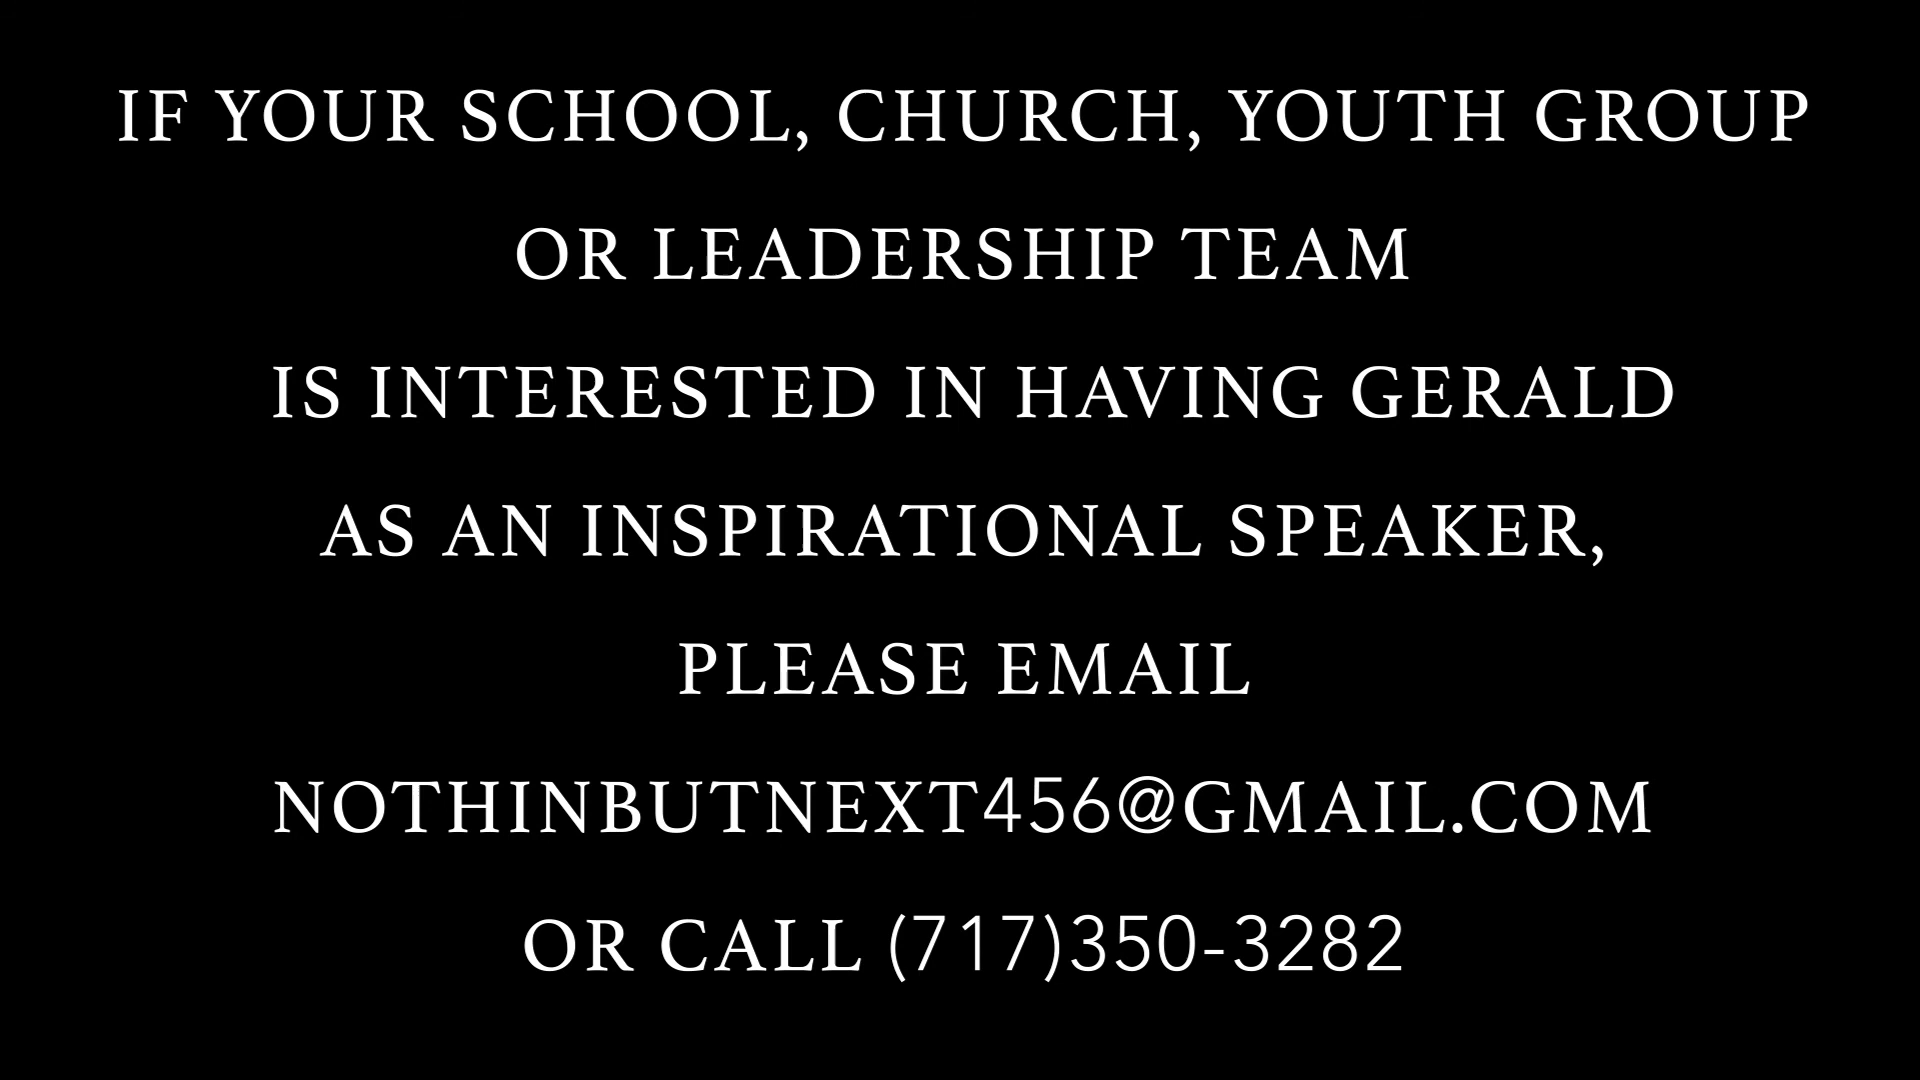 IF YOUR SCHOOL, CHURCH, YOUTH GROUP
OR LEADERSHIP TEAM
IS INTERESTED IN HAVING GERALD
AS AN INSPIRATIONAL SPEAKER,
PLEASE EMAIL
NOTHINBUTNEXT456@GMAIL.COM
OR CALL (717)350-3282